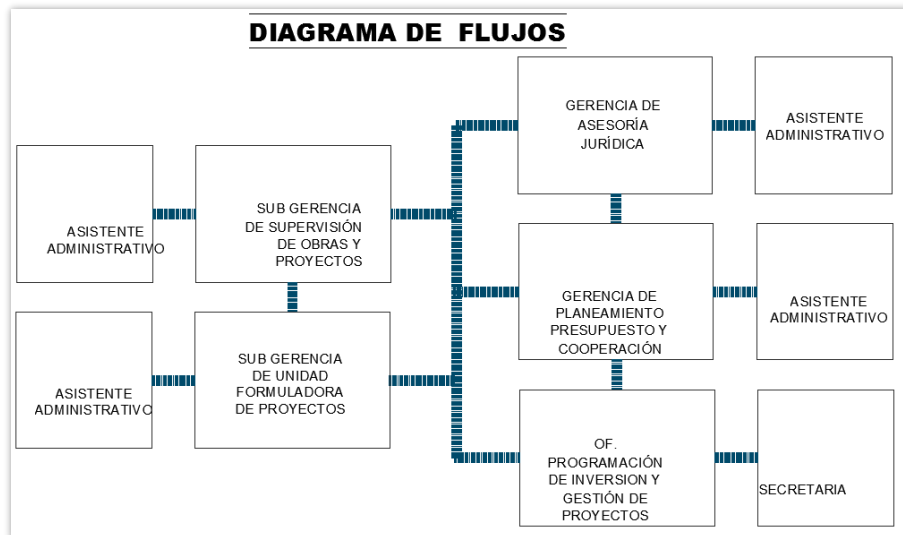 DIAGRAMA DE FLUJOS
GERENCIA DE
ASESORÍA
JURÍDICA
ASISTENTE
ADMINISTRATIVO
ASISTENTE
ADMINISTRATIVO
SUB GERENCIA
DE SUPERVISIÓN
DE OBRAS Y
PROYECTOS
GERENCIA DE
PLANEAMIENTO
PRESUPUESTO Y
COOPERACIÓN
ASISTENTE
ADMINISTRATIVO
ASISTENTE
ADMINISTRATIVO
SUB GERENCIA
DE UNIDAD
FORMULADORA
DE PROYECTOS
OF.
PROGRAMACIÓN
DE INVERSION Y
GESTIÓN DE
PROYECTOS
SECRETARIA